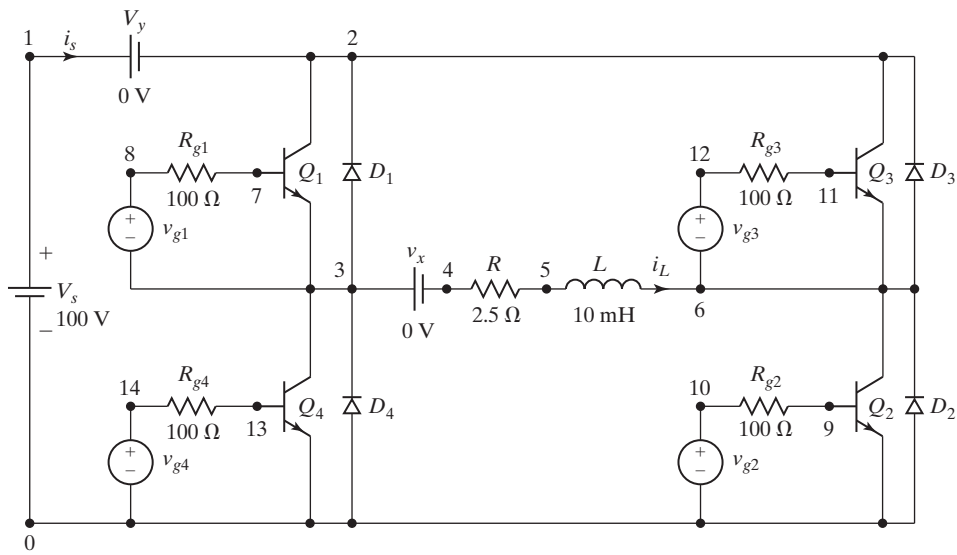 V_y
1
i_s
2
0 V
8
R_g1
12
R_g3
7
Q_1
D_1
11
Q_3
D_3
100 Ω
100 Ω
+
−
v_g1
+
−
v_g3
+
3
v_x
4
R
5
L
i_L
V_s
2.5 Ω
10 mH
6
−
100 V
0 V
14
R_g4
10
R_g2
13
Q_4
D_4
9
Q_2
D_2
100 Ω
100 Ω
+
−
v_g4
+
−
v_g2
0